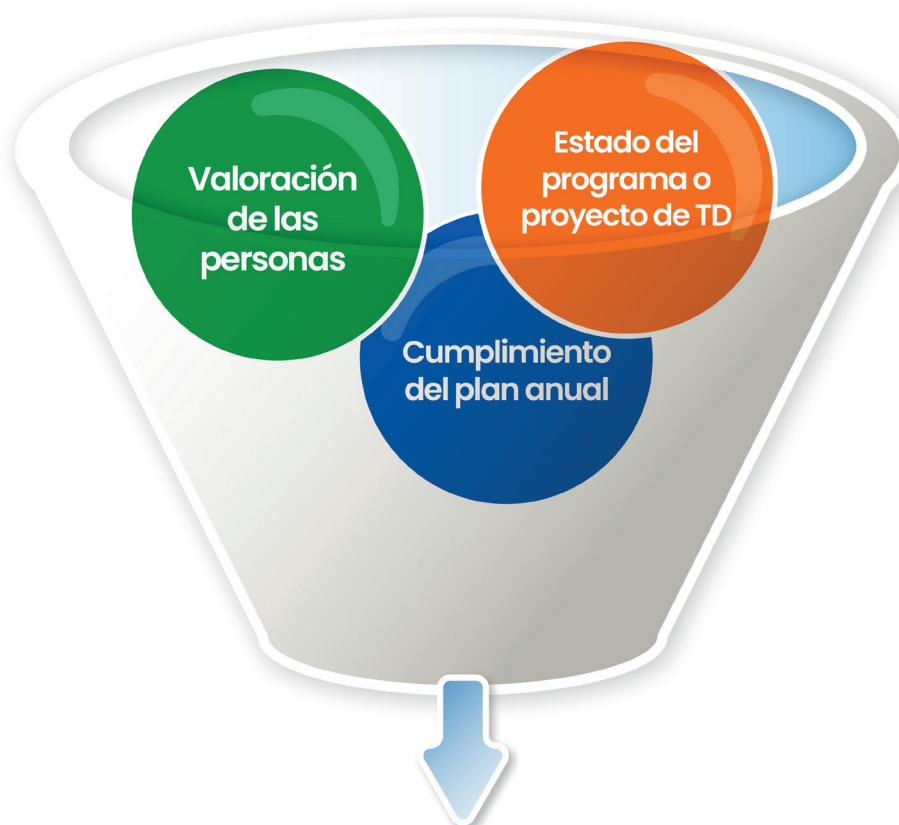 Valoración
de las
personas
Estado del
programa o
proyecto de TD
Cumplimiento
del plan anual